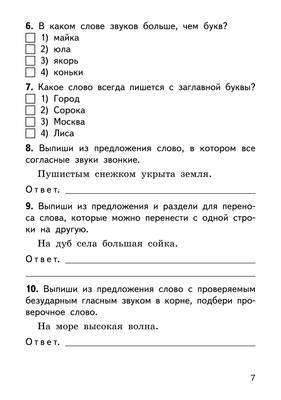 6. В каком слове звуков больше, чем букв?
1) майка
2) юла
3) якорь
4) коньки
7. Какое слово всегда пишется с заглавной буквы?
1) Город
2) Сорока
3) Москва
4) Лиса
8. Выпиши из предложения слово, в котором все
согласные звуки звонкие.
Пушистым снежком укрыта земля.
Ответ.
9. Выпиши из предложения и раздели для перено-
са слова, которые можно перенести с одной стро-
ки на другую.
На дуб села большая сойка.
Ответ.
10. Выпиши из предложения слово с проверяемым
безударным гласным звуком в корне, подбери про-
верочное слово.
На море высокая волна.
Ответ.
7